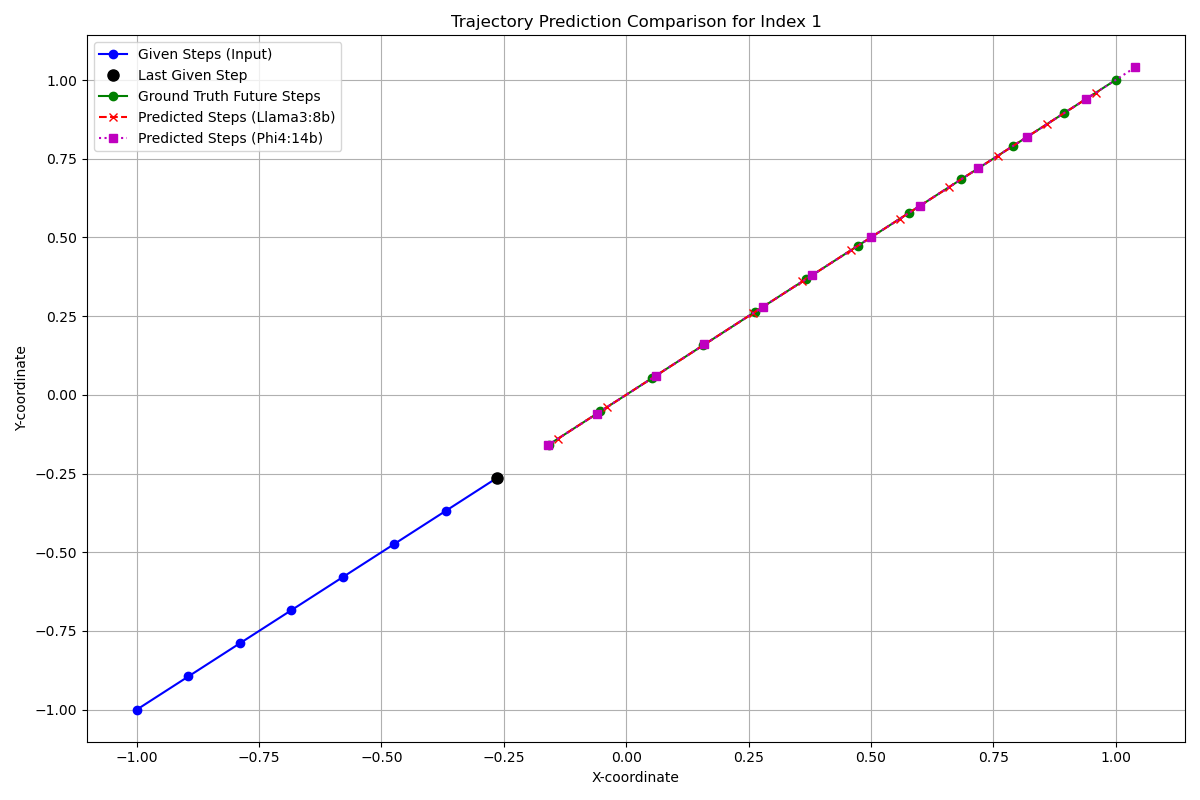 Trajectory Prediction Comparison for Index 1
Given Steps (Input)
Last Given Step
Ground Truth Future Steps
Predicted Steps (Llama3:8b)
Predicted Steps (Phi4:14b)
Y-coordinate
1.00
0.75
0.50
0.25
0.00
−0.25
−0.50
−0.75
−1.00
−1.00 −0.75 −0.50 −0.25 0.00 0.25 0.50 0.75 1.00
X-coordinate